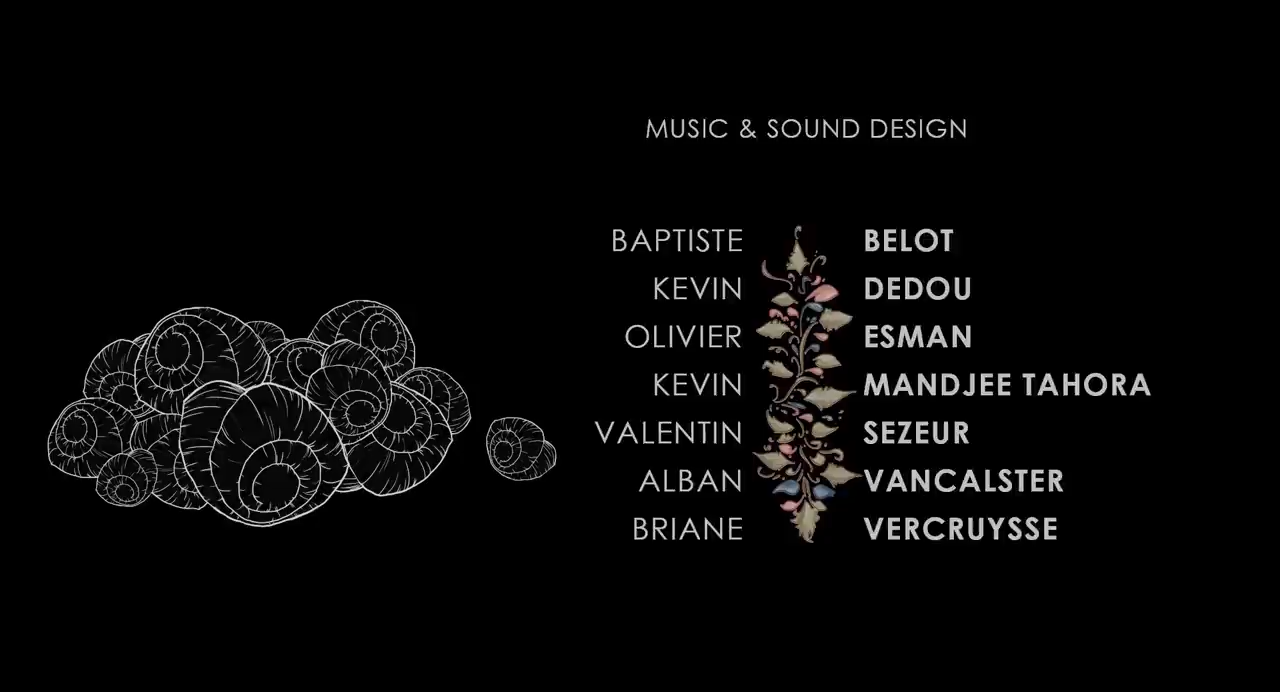 MUSIC & SOUND DESIGN
BAPTISTE BELOT
KEVIN DEDOU
OLIVIER ESMAN
KEVIN MANDJEE TAHORA
VALENTIN SEZEUR
ALBAN VANCALSTER
BRIANE VERCRUYSSE